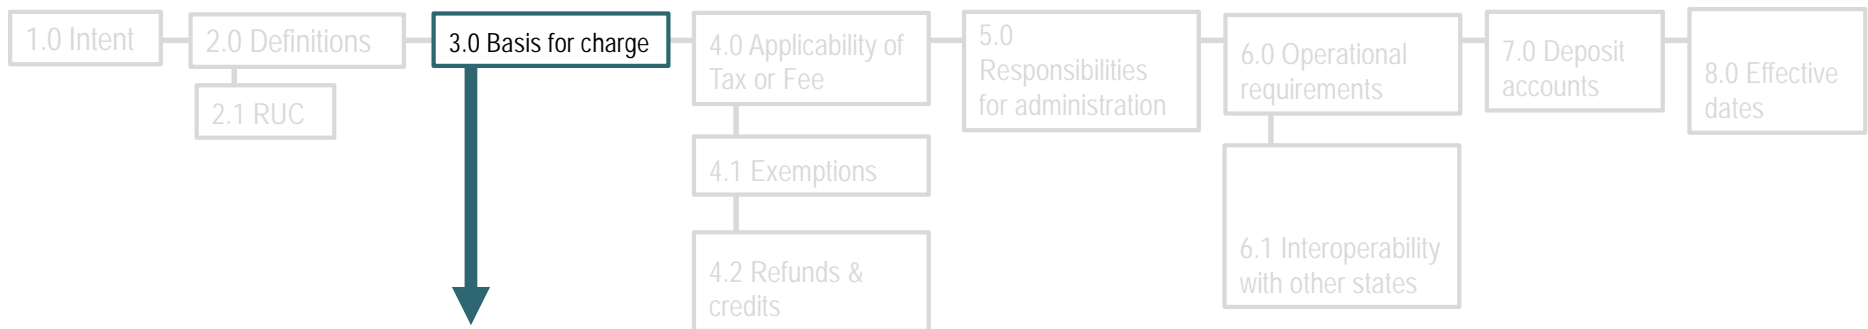 1.0 Intent
2.0 Definitions
2.1 RUC
3.0 Basis for charge
4.0 Applicability of
Tax or Fee
4.1 Exemptions
4.2 Refunds &
credits
5.0
Responsibilities
for administration
6.0 Operational
requirements
6.1 Interoperability
with other states
7.0 Deposit
accounts
8.0 Effective
dates